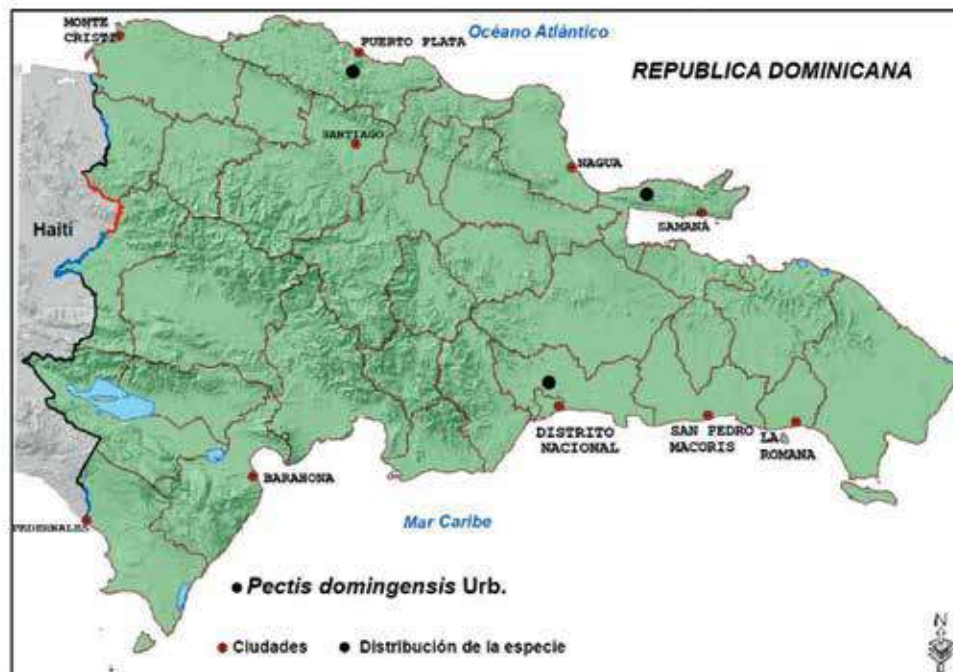 MONTE
CRISTI
PUERTO PLATA
Océano Atlántico
REPUBLICA DOMINICANA
SANTIAGO
NAGUA
SAMANÁ
Haití
DISTRITO
NACIONAL
SAN PEDRO
MACORIS
LA
ROMANA
BARAHONA
PEDERNALES
Mar Caribe
Pectis domingensis Urb.
Ciudades
Distribución de la especie
N